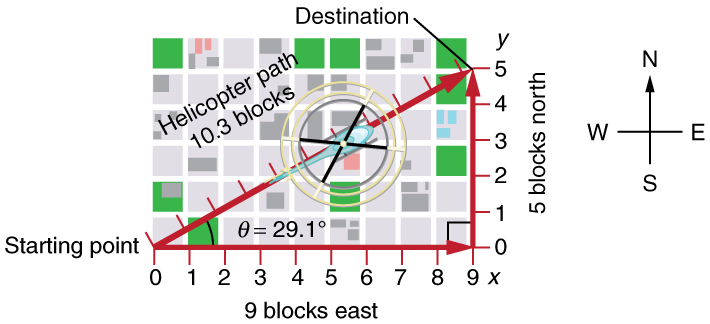 Destination
y
Helicopter path
10.3 blocks
5
4
3
2
1
0
5 blocks north
N
W E
S
θ = 29.1°
Starting point
0 1 2 3 4 5 6 7 8 9 x
9 blocks east